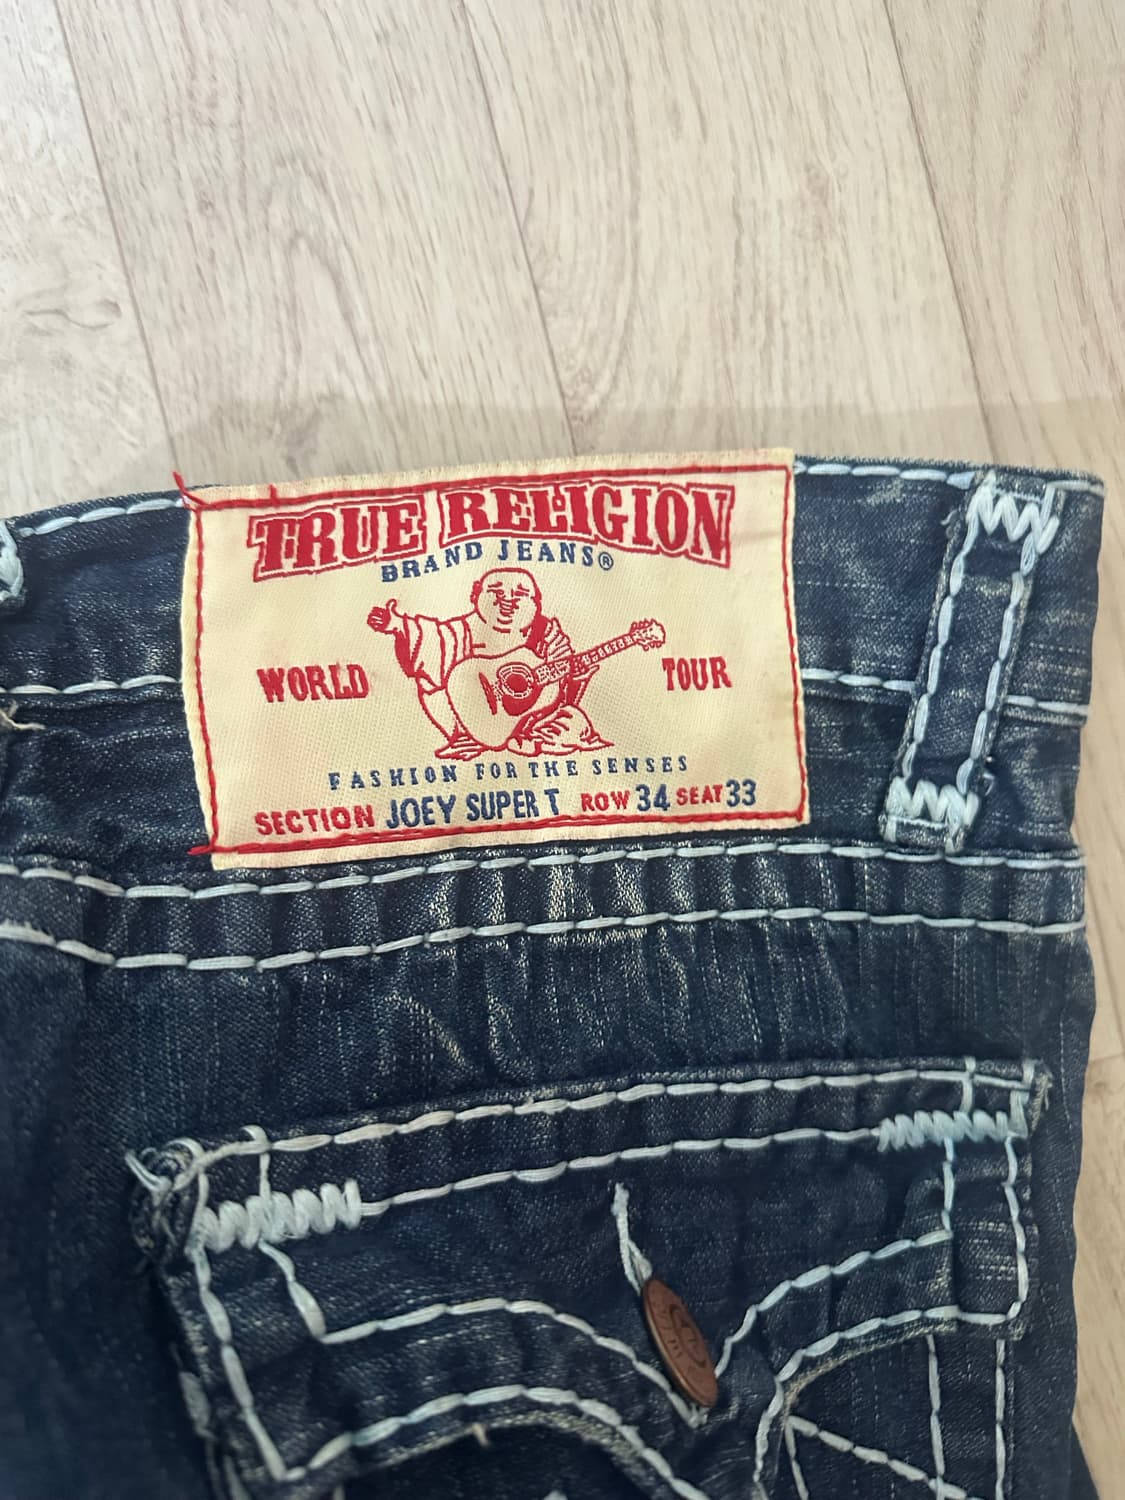 TRUE RELIGION
BRAND JEANS®
WORLD TOUR
FASHION FOR THE SENSES
SECTION JOEY SUPER T ROW 34 SEAT 33